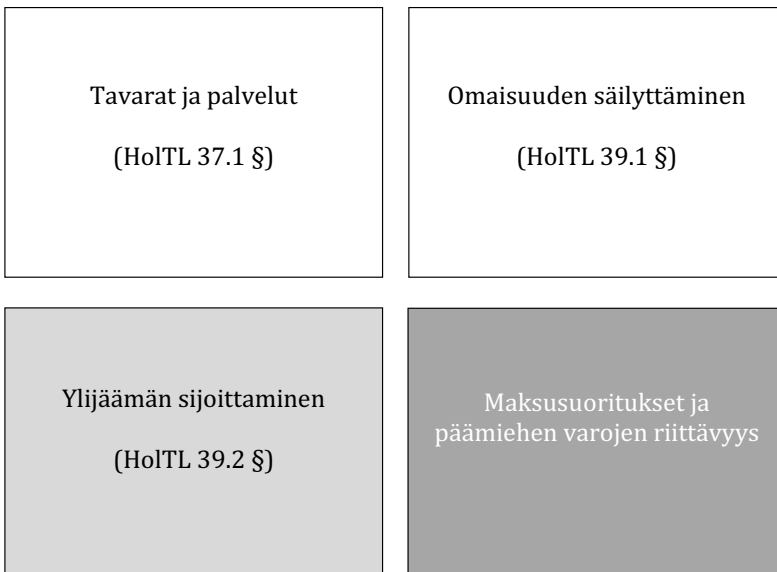 Tavarat ja palvelut
(HolTL 37.1 §)
Omaisuuden säilyttäminen
(HolTL 39.1 §)
Ylijäämän sijoittaminen
(HolTL 39.2 §)
Maksusuoritukset ja
päämiehen varojen riittävyys